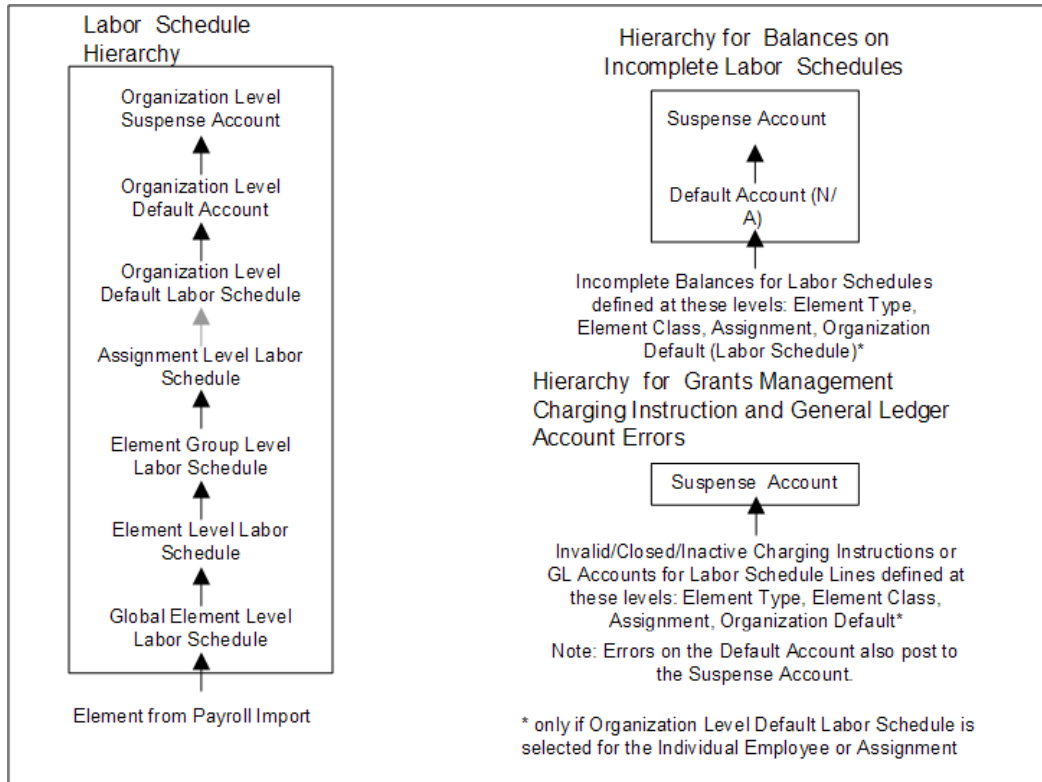 Labor Schedule
Hierarchy
Organization Level
Suspense Account
Organization Level
Default Account
Organization Level
Default Labor Schedule
Assignment Level Labor
Schedule
Element Group Level
Labor Schedule
Element Level Labor
Schedule
Global Element Level
Labor Schedule
Element from Payroll Import
Hierarchy for Balances on
Incomplete Labor Schedules
Suspense Account
Default Account (N/
A)
Incomplete Balances for Labor Schedules
defined at these levels: Element Type,
Element Class, Assignment, Organization
Default (Labor Schedule)*
Hierarchy for Grants Management
Charging Instruction and General Ledger
Account Errors
Suspense Account
Invalid/Closed/Inactive Charging Instructions or
GL Accounts for Labor Schedule Lines defined at
these levels: Element Type, Element Class,
Assignment, Organization Default*
Note: Errors on the Default Account also post to
the Suspense Account.
* only if Organization Level Default Labor Schedule is
selected for the Individual Employee or Assignment